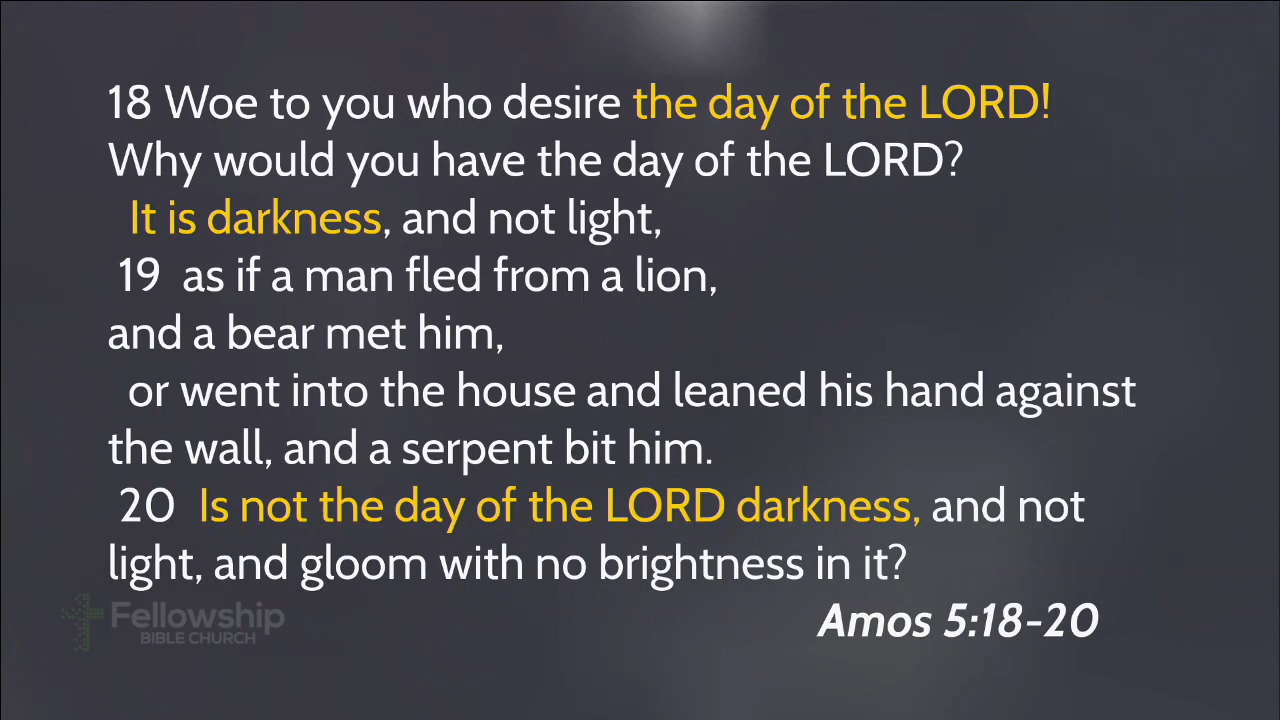 18 Woe to you who desire the day of the LORD!
Why would you have the day of the LORD?
It is darkness, and not light,
19 as if a man fled from a lion,
and a bear met him,
or went into the house and leaned his hand against
the wall, and a serpent bit him.
20 Is not the day of the LORD darkness, and not
light, and gloom with no brightness in it?
Amos 5:18-20
Fellowship
BIBLE CHURCH